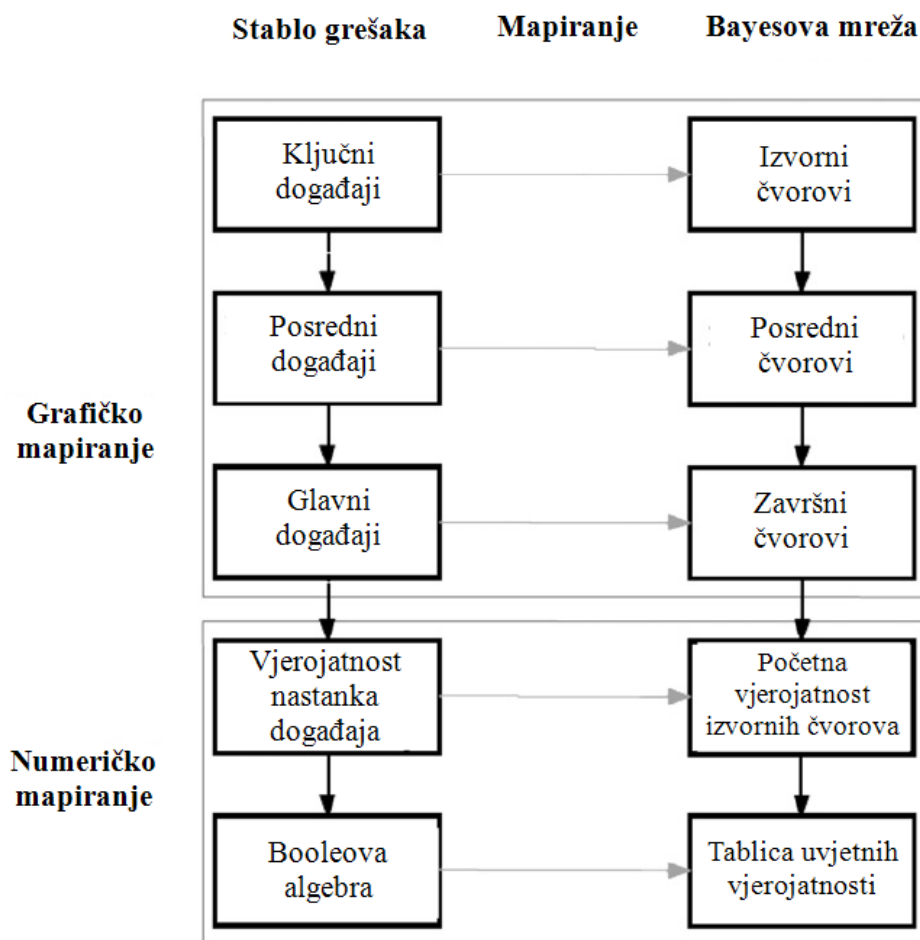 Stablo grešaka Mapiranje Bayesova mreža
Ključni
događaji
Izvorni
čvorovi
Posredni
događaji
Posredni
čvorovi
Grafičko
mapiranje
Glavni
događaji
Završni
čvorovi
Vjerojatnost
nastanka
događaja
Početna
vjerojatnost
izvornih čvorova
Numeričko
mapiranje
Booleova
algebra
Tablica uvjetnih
vjerojatnosti